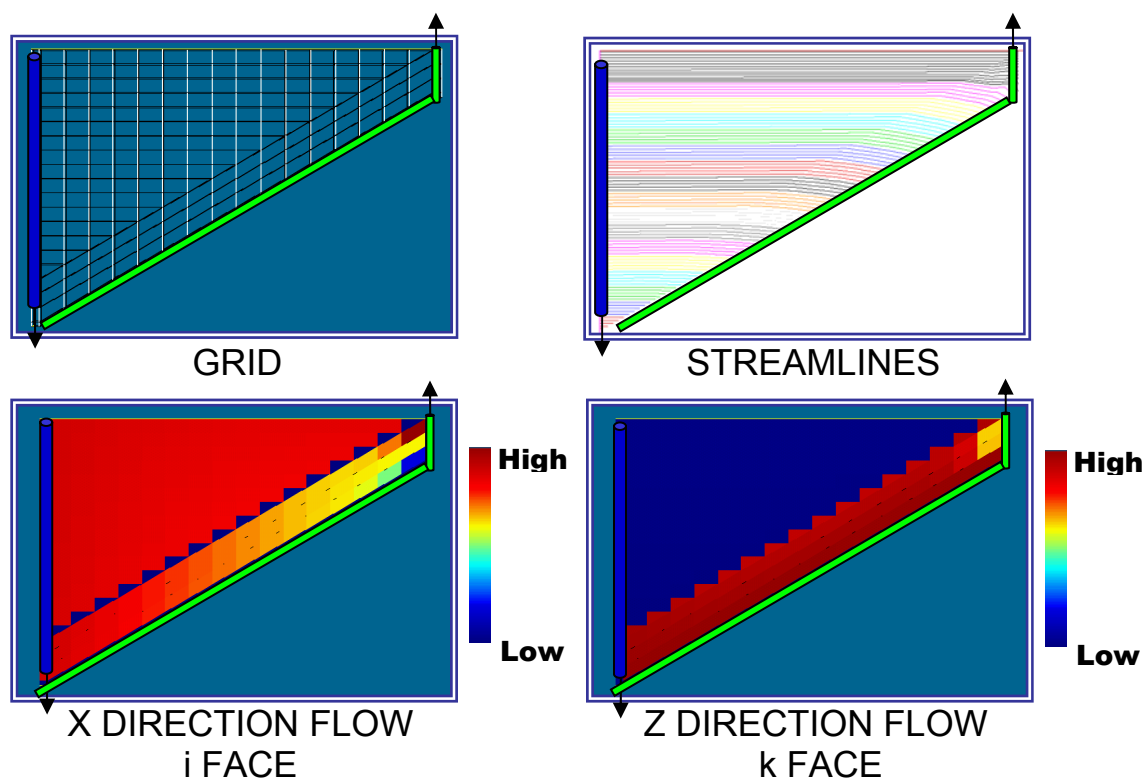 GRID
STREAMLINES
High
Low
X DIRECTION FLOW
i FACE
High
Low
Z DIRECTION FLOW
k FACE